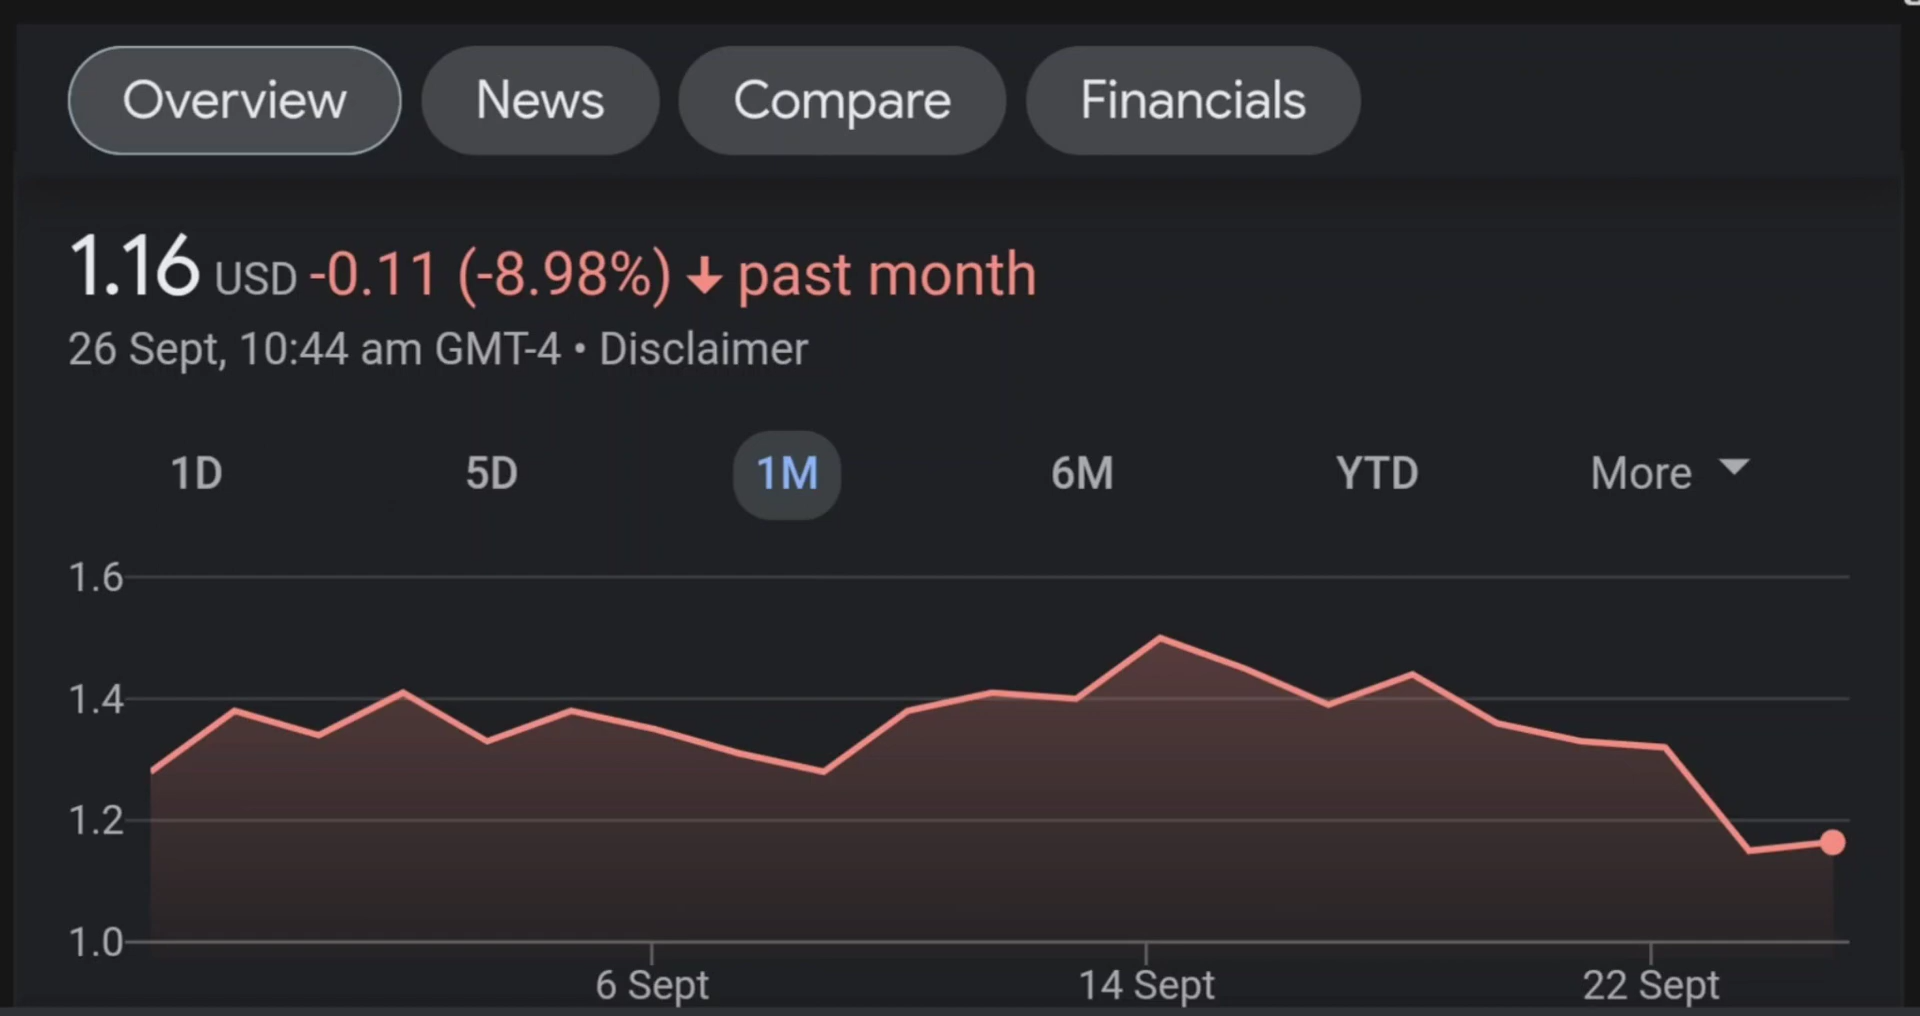 Overview News Compare Financials
1.16 USD -0.11 (-8.98%) ↓ past month
26 Sept, 10:44 am GMT-4 • Disclaimer
1D 5D 1M 6M YTD More
1.6
1.4
1.2
1.0
6 Sept 14 Sept 22 Sept